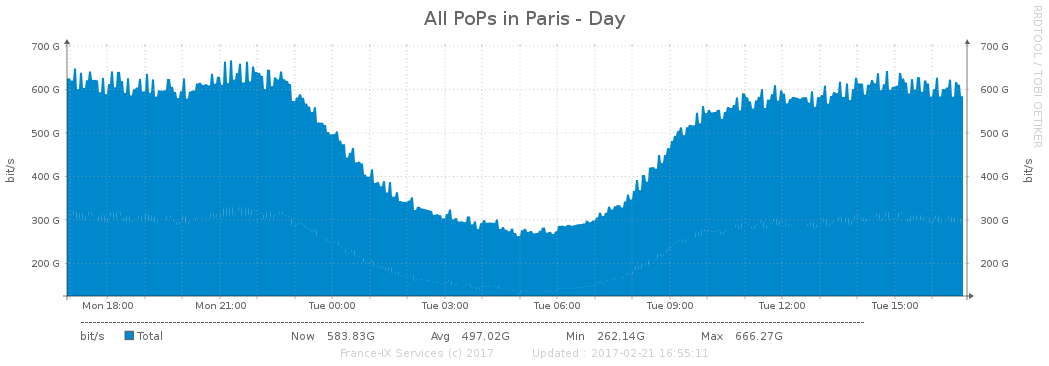 All PoPs in Paris - Day
RRDTOOL / TOBI OETIKER
bit/s
700 G
600 G
500 G
400 G
300 G
200 G
700 G
600 G
500 G
400 G
300 G
200 G
bit/s
Mon 18:00 Mon 21:00 Tue 00:00 Tue 03:00 Tue 06:00 Tue 09:00 Tue 12:00 Tue 15:00
bit/s Total Now 583.83G Avg 497.02G Min 262.14G Max 666.27G
France-IX Services (c) 2017 Updated : 2017-02-21 16:55:11